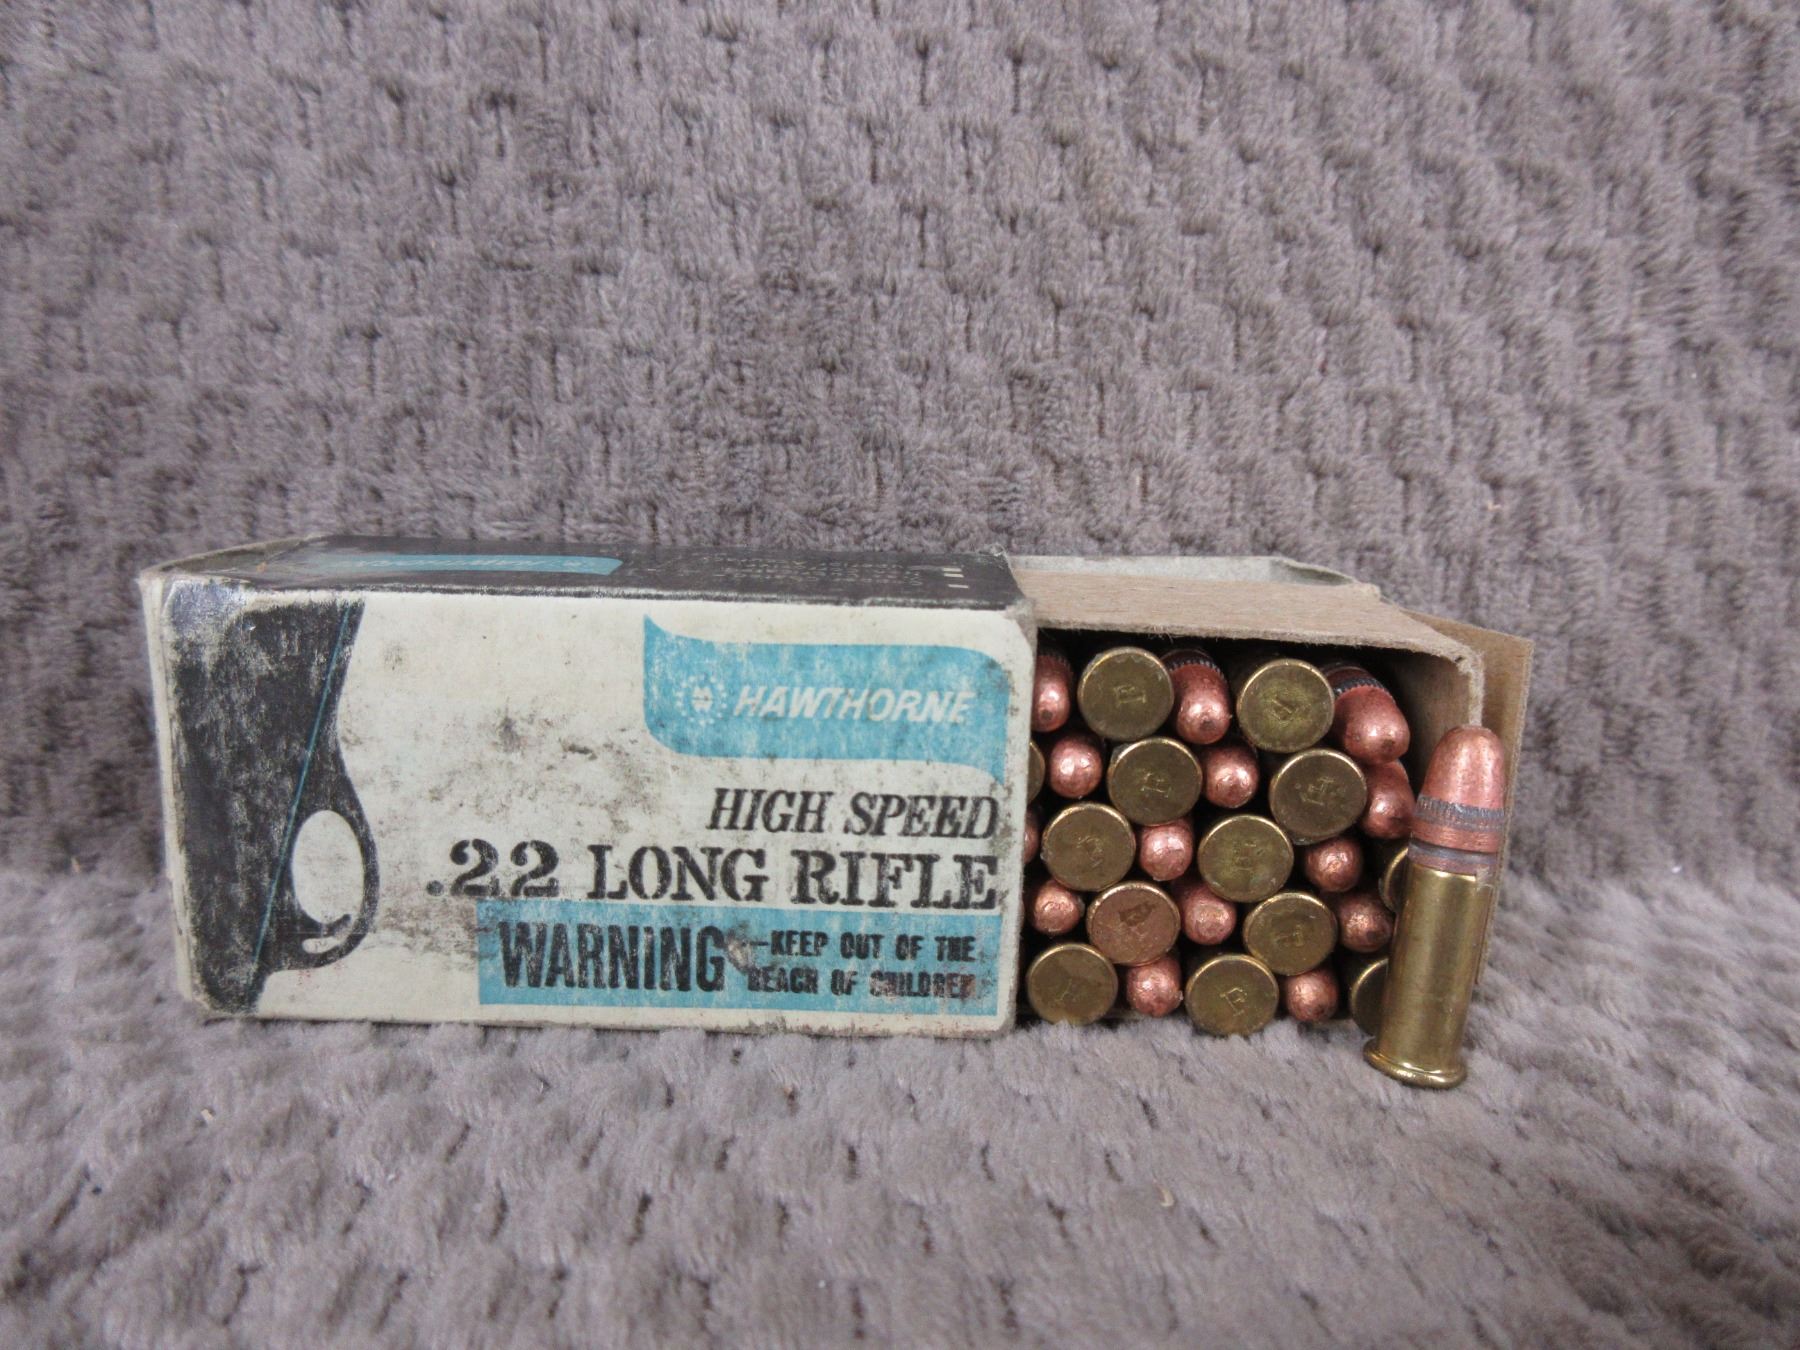 HAWTHORNE
HIGH SPEED
.22 LONG RIFLE
WARNING—KEEP OUT OF THE
REACH OF CHILDREN